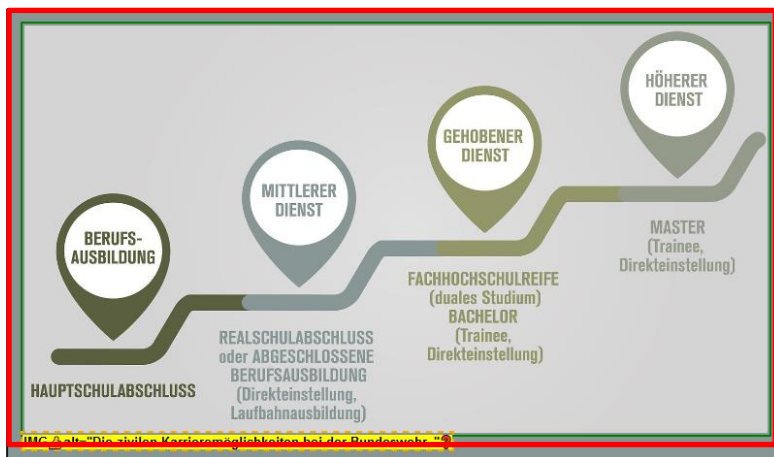 HÖHERER
DIENST
GEHOBENER
DIENST
MITTLERER
DIENST
BERUFS-
AUSBILDUNG
MASTER
(Trainee,
Direkteinstellung)
FACHHOCHSCHULREIFE
(duales Studium)
BACHELOR
(Trainee,
Direkteinstellung)
REALSCHULABSCHLUSS
oder ABGESCHLOSSENE
BERUFSAUSBILDUNG
(Direkteinstellung,
Laufbahnausbildung)
HAUPTSCHULABSCHLUSS
IMG alt="Die zivilen Karrieremöglichkeiten bei der Bundeswehr."